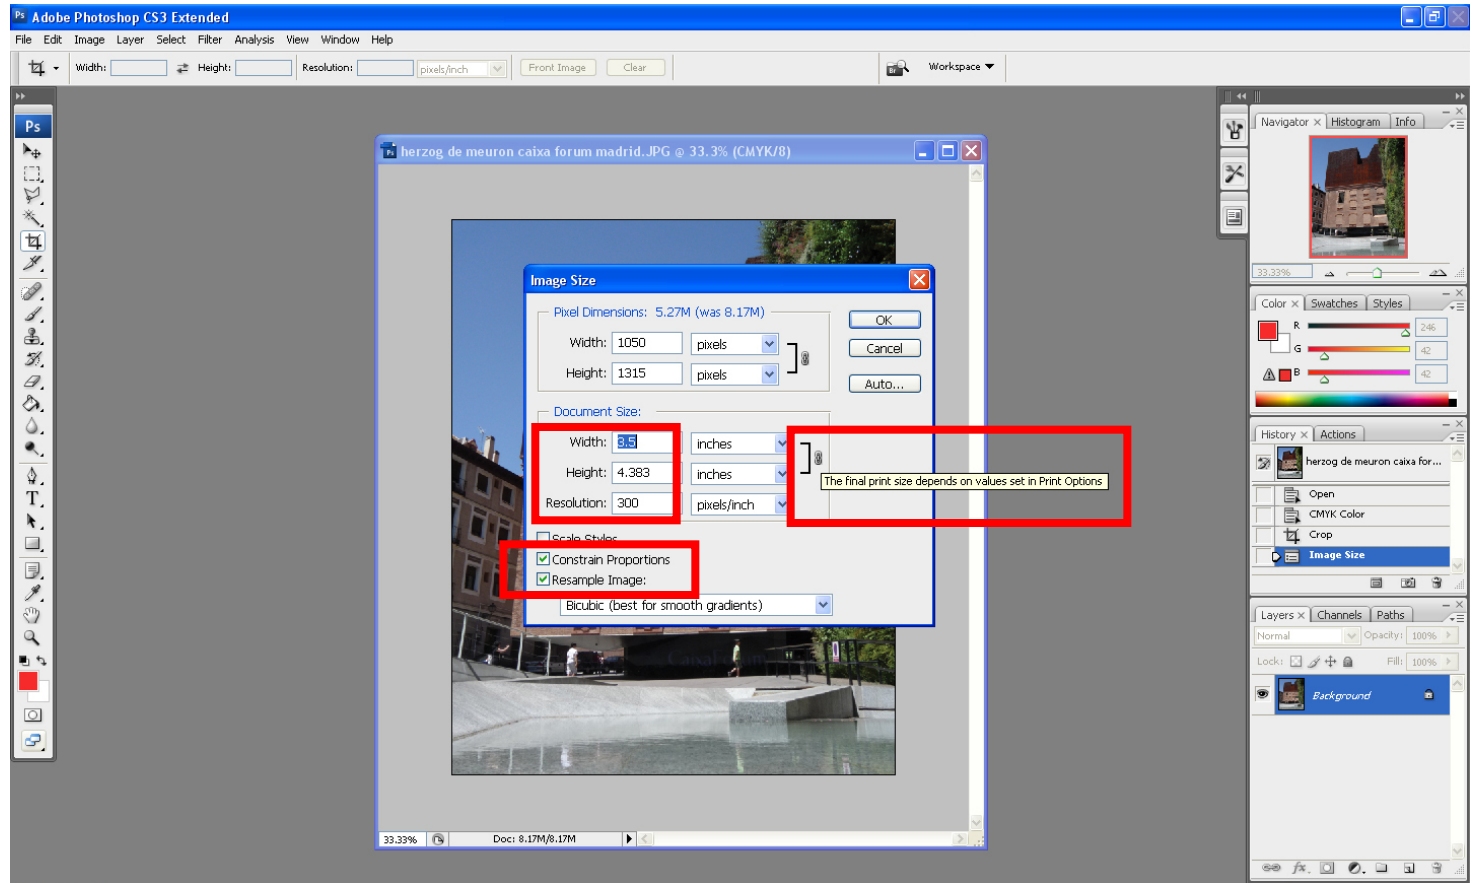 Ps Adobe Photoshop CS3 Extended
File Edit Image Layer Select Filter Analysis View Window Help
Width: Height: Resolution: pixels/inch Front Image Clear Workspace
Ps
herzog de meuron caixa forum madrid.JPG @ 33.3% (CMYK/8)
Image Size
Pixel Dimensions: 5.27M (was 8.17M)
Width: 1050 pixels
Height: 1315 pixels
OK
Cancel
Auto...
Document Size:
Width: 3.5 inches
Height: 4.383 inches
Resolution: 300 pixels/inch
The final print size depends on values set in Print Options
Scale Styles
Constrain Proportions
Resample Image:
Bicubic (best for smooth gradients)
33.33% Doc: 8.17M/8.17M
Navigator × Histogram Info
33.33%
Color × Swatches Styles
R 246
G 42
B 42
History × Actions
herzog de meuron caixa for...
Open
CMYK Color
Crop
Image Size
Layers × Channels Paths
Normal Opacity: 100%
Lock: Fill: 100%
Background